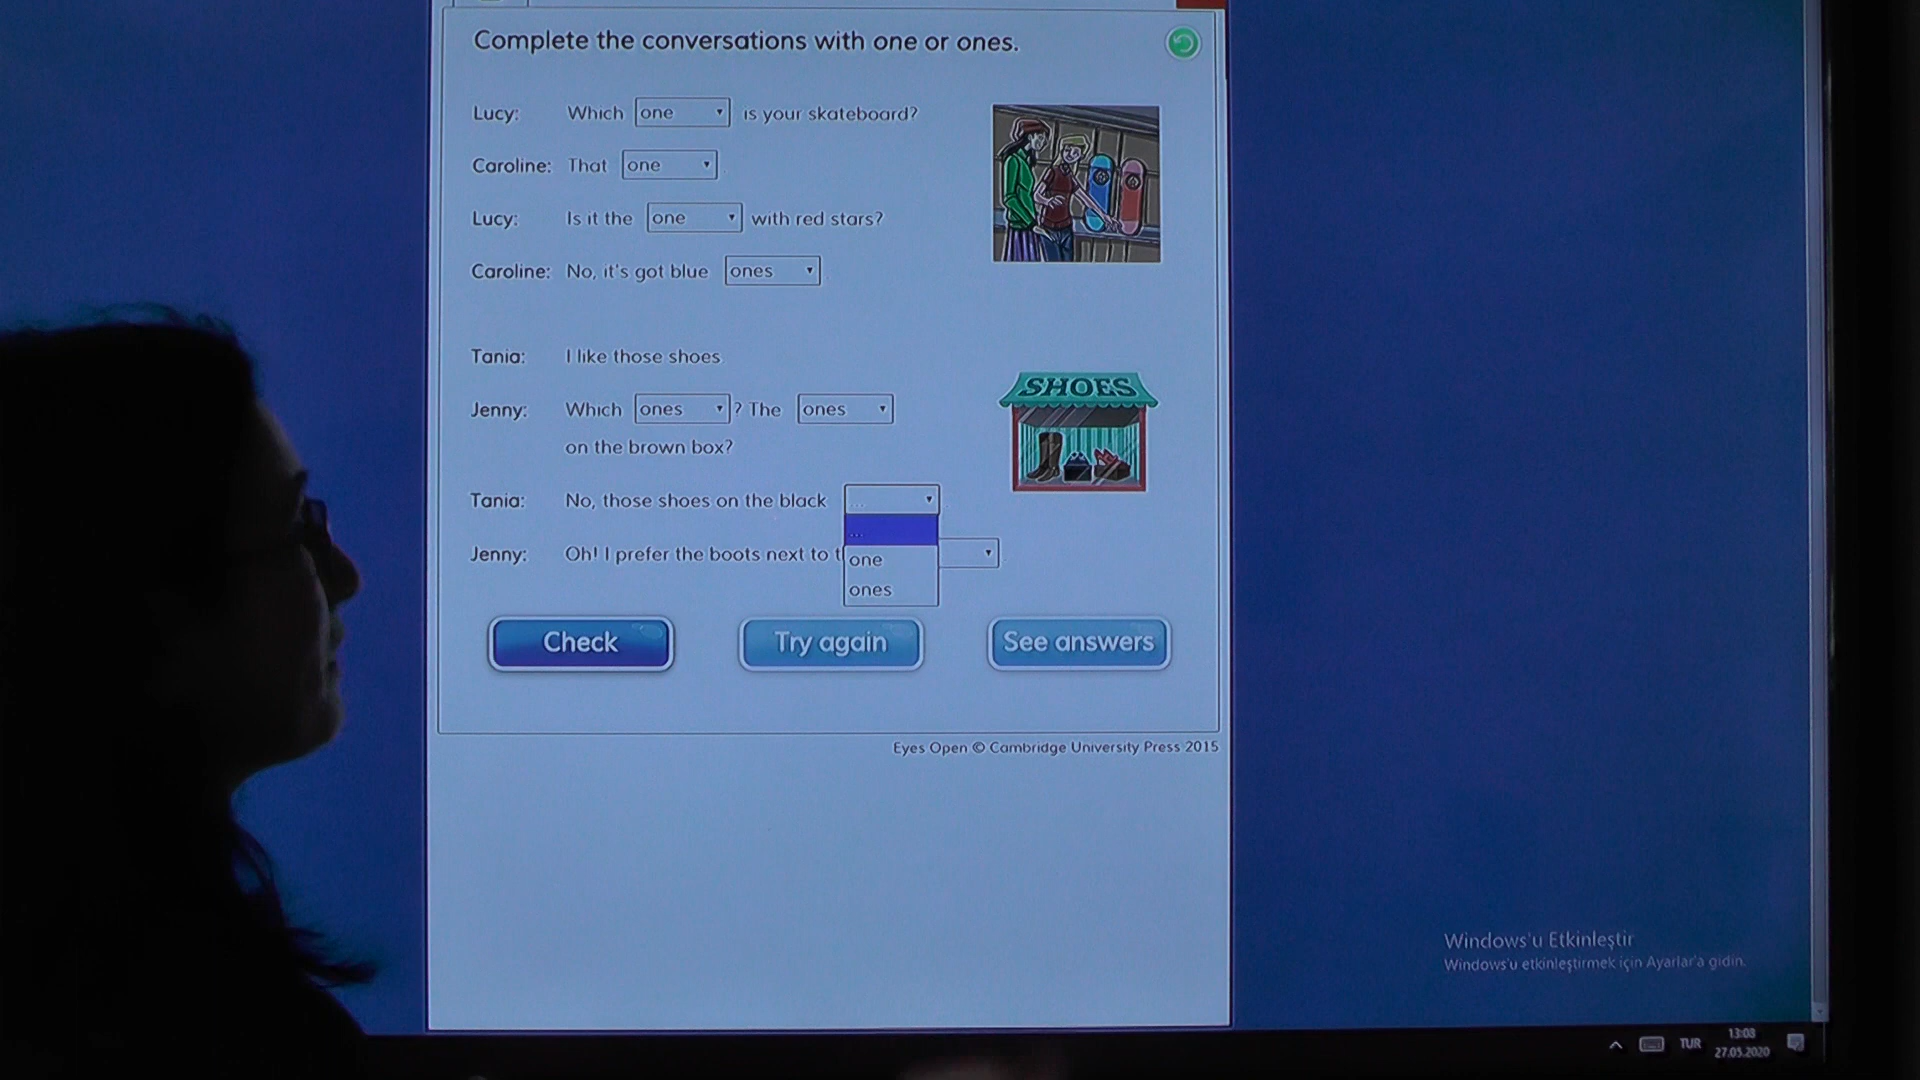 Complete the conversations with one or ones.
Lucy: Which one is your skateboard?
Caroline: That one
Lucy: Is it the one with red stars?
Caroline: No, it's got blue ones
Tania: I like those shoes
Jenny: Which ones ? The ones
on the brown box?
SHOES
Tania: No, those shoes on the black ...
...
Jenny: Oh! I prefer the boots next to t
one
ones
Check Try again See answers
Eyes Open © Cambridge University Press 2015
Windows'u Etkinleştir
Windows'u etkinleştirmek için Ayarlar'a gidin.
TUR 13:03
27.05.2020